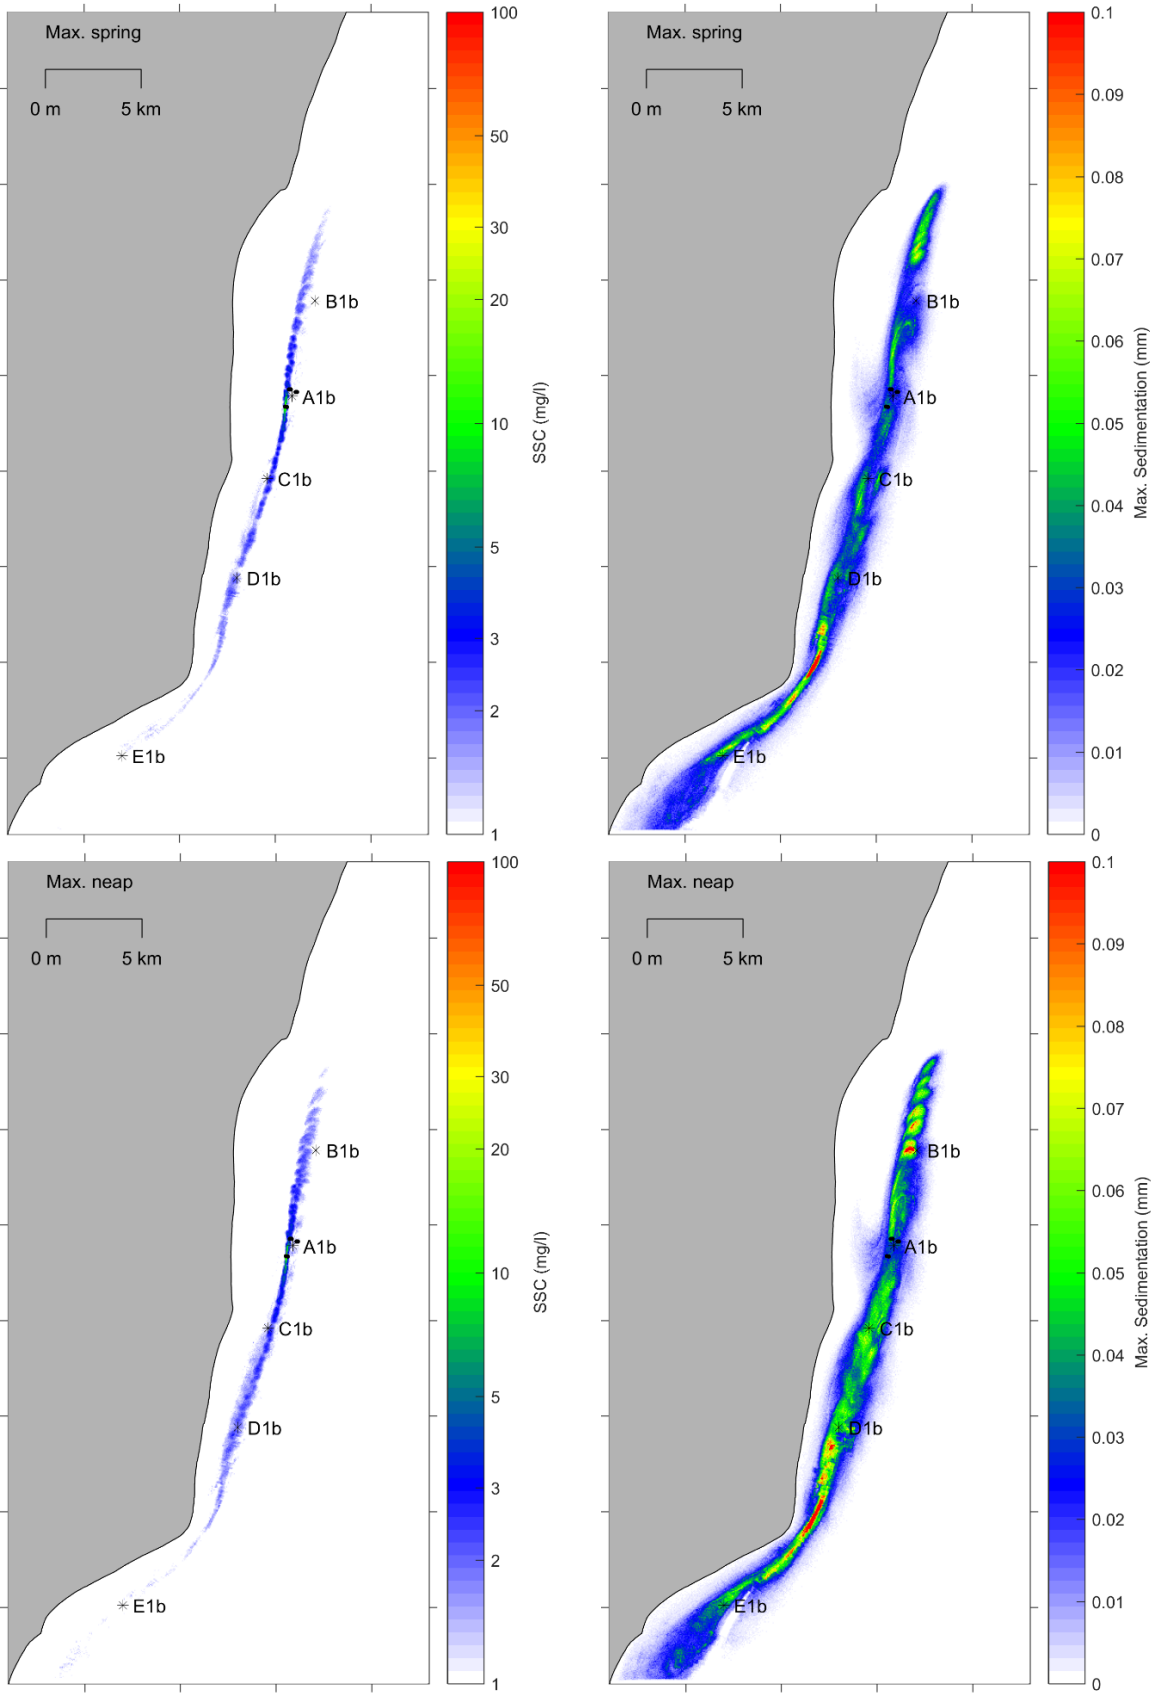 Max. spring
0 m 5 km
B1b
A1b
C1b
D1b
E1b
100
50
30
20
10
5
3
2
1
SSC (mg/l)
Max. spring
0 m 5 km
B1b
A1b
C1b
D1b
E1b
0.1
0.09
0.08
0.07
0.06
0.05
0.04
0.03
0.02
0.01
0
Max. Sedimentation (mm)
Max. neap
0 m 5 km
B1b
A1b
C1b
D1b
E1b
100
50
30
20
10
5
3
2
1
SSC (mg/l)
Max. neap
0 m 5 km
B1b
A1b
C1b
D1b
E1b
0.1
0.09
0.08
0.07
0.06
0.05
0.04
0.03
0.02
0.01
0
Max. Sedimentation (mm)